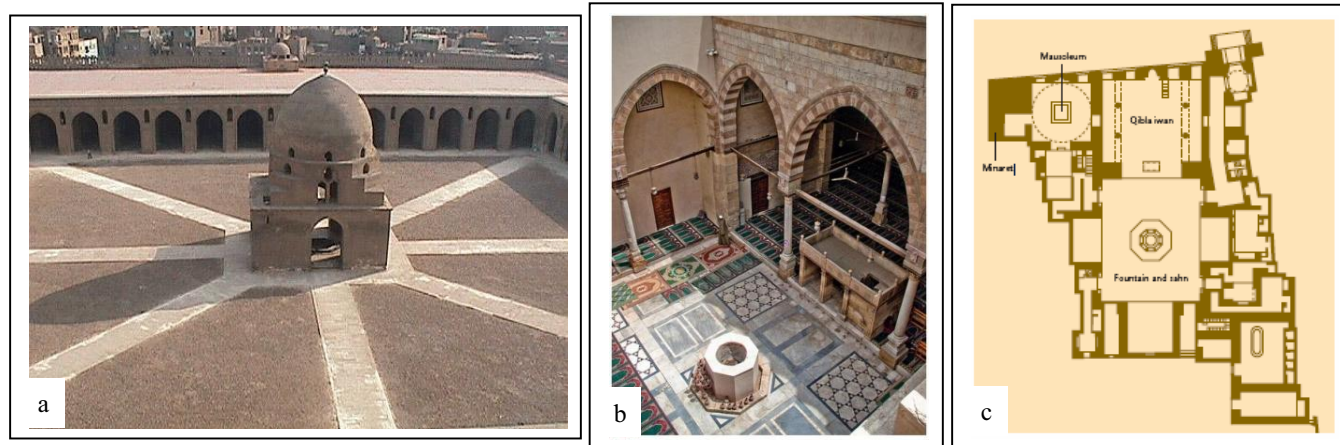 a
b
c
Mausoleum
Qibla iwan
Minaret
Fountain and sahn